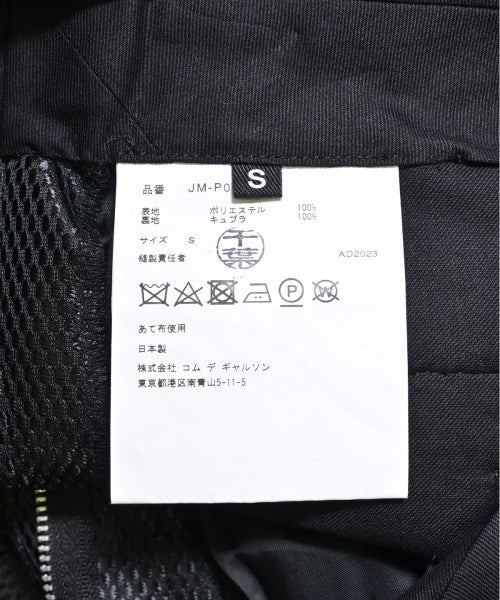 品番 JM-P0
S
表地 ポリエステル 100%
裏地 キュプラ 100%
サイズ S
縫製責任者 千葉 AD2023
P W
あて布使用
日本製
株式会社 コム デ ギャルソン
東京都港区南青山5-11-5